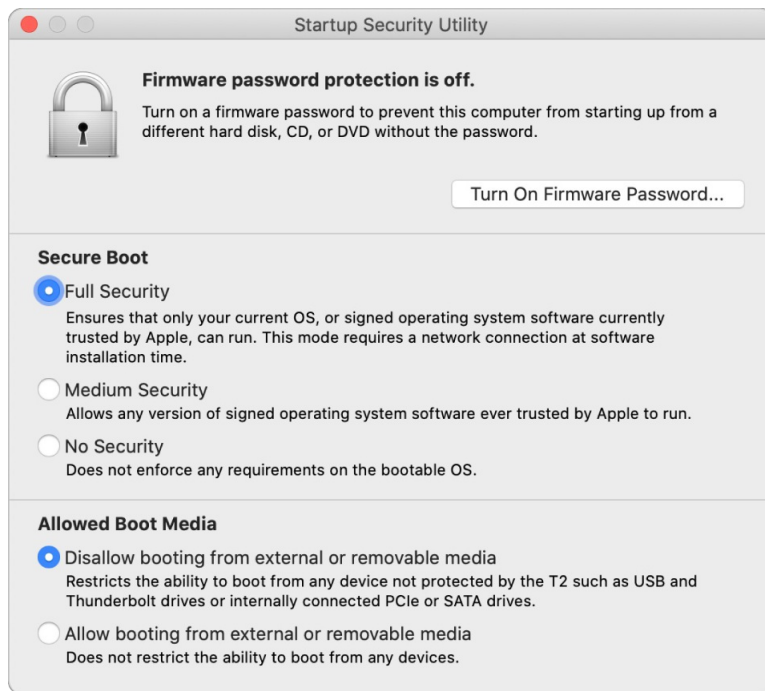 Startup Security Utility
Firmware password protection is off.
Turn on a firmware password to prevent this computer from starting up from a
different hard disk, CD, or DVD without the password.
Turn On Firmware Password...
Secure Boot
Full Security
Ensures that only your current OS, or signed operating system software currently
trusted by Apple, can run. This mode requires a network connection at software
installation time.
Medium Security
Allows any version of signed operating system software ever trusted by Apple to run.
No Security
Does not enforce any requirements on the bootable OS.
Allowed Boot Media
Disallow booting from external or removable media
Restricts the ability to boot from any device not protected by the T2 such as USB and
Thunderbolt drives or internally connected PCIe or SATA drives.
Allow booting from external or removable media
Does not restrict the ability to boot from any devices.